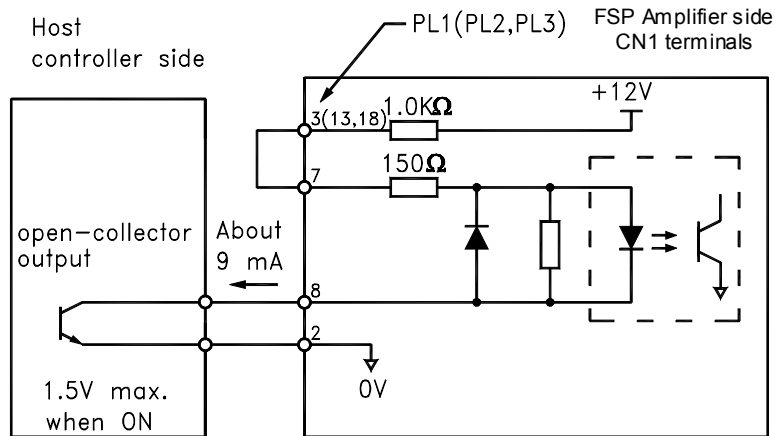 Host
controller side
PL1(PL2,PL3)
FSP Amplifier side
CN1 terminals
+12V
3(13,18)
1.0KΩ
7
150Ω
open-collector
output
About
9 mA
8
2
0V
1.5V max.
when ON